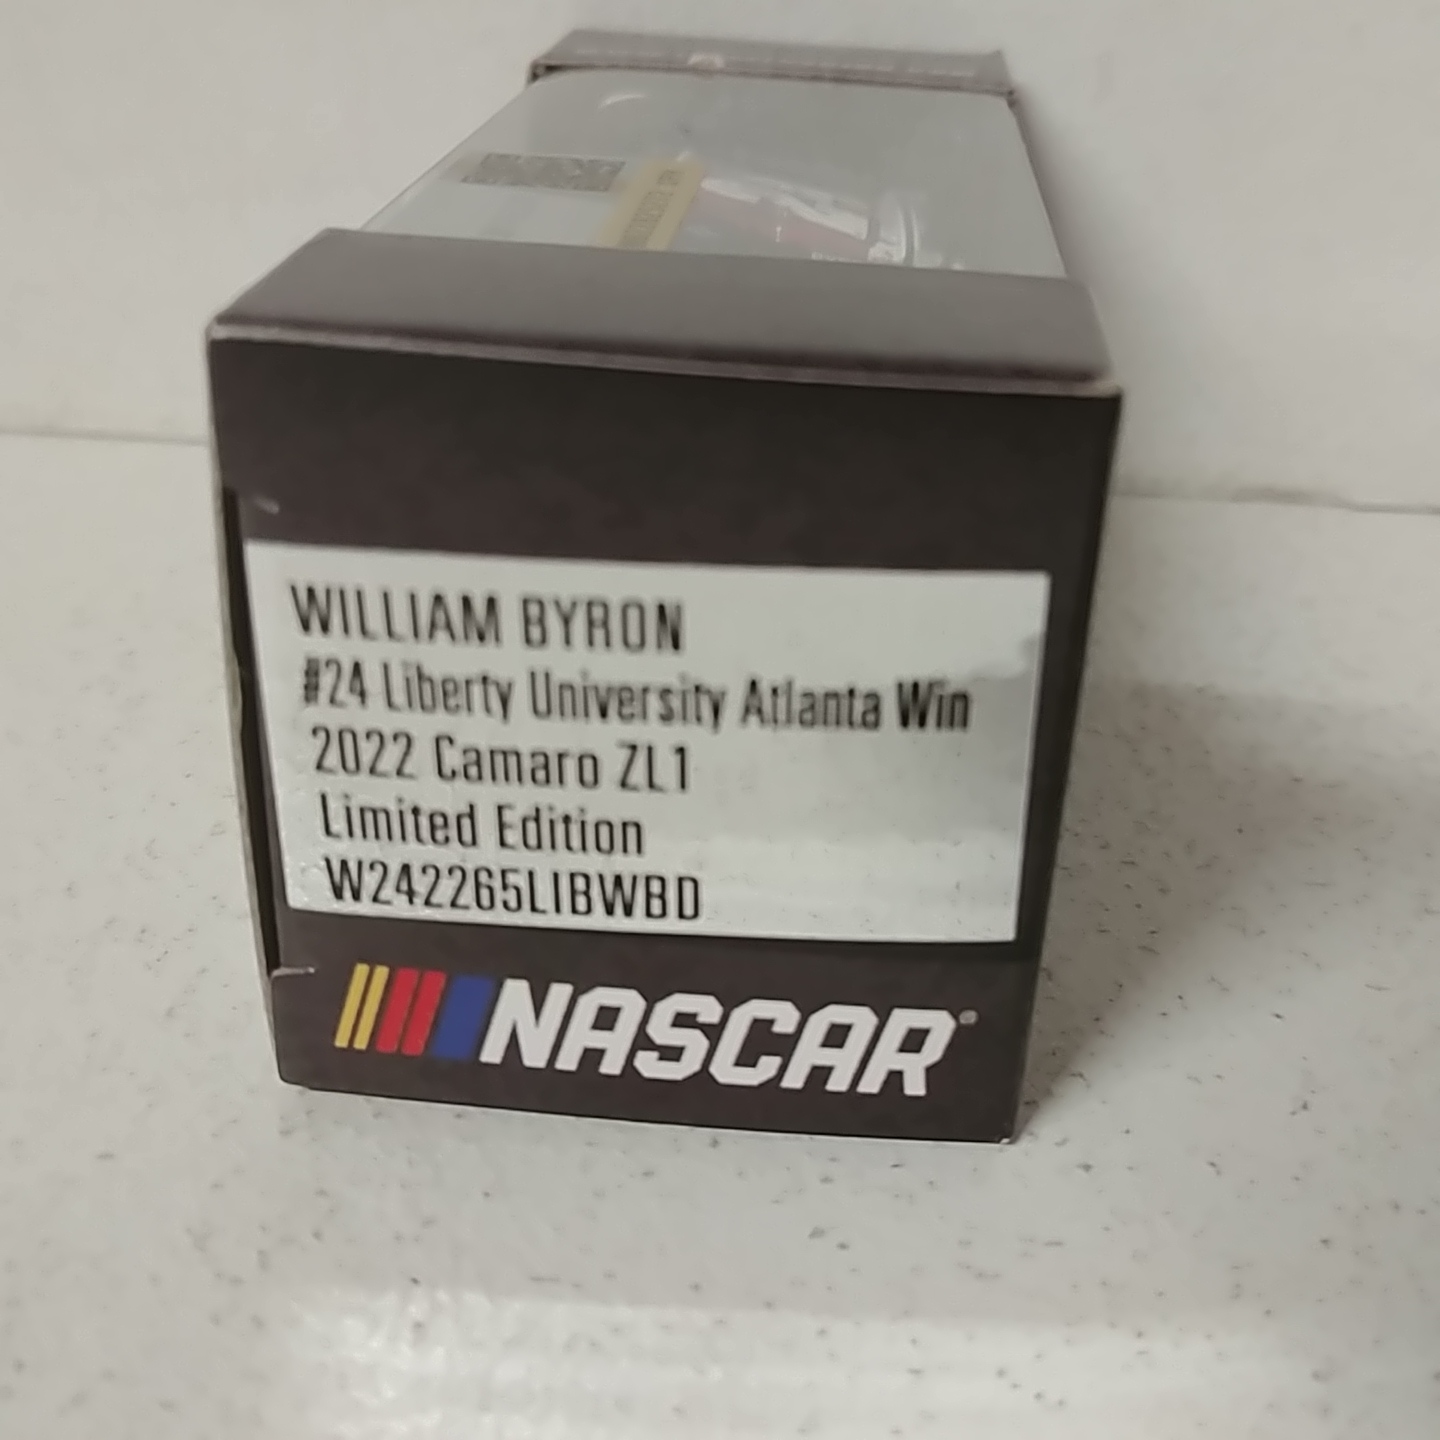 WILLIAM BYRON
#24 Liberty University Atlanta Win
2022 Camaro ZL1
Limited Edition
W242265LIBWBD
NASCAR